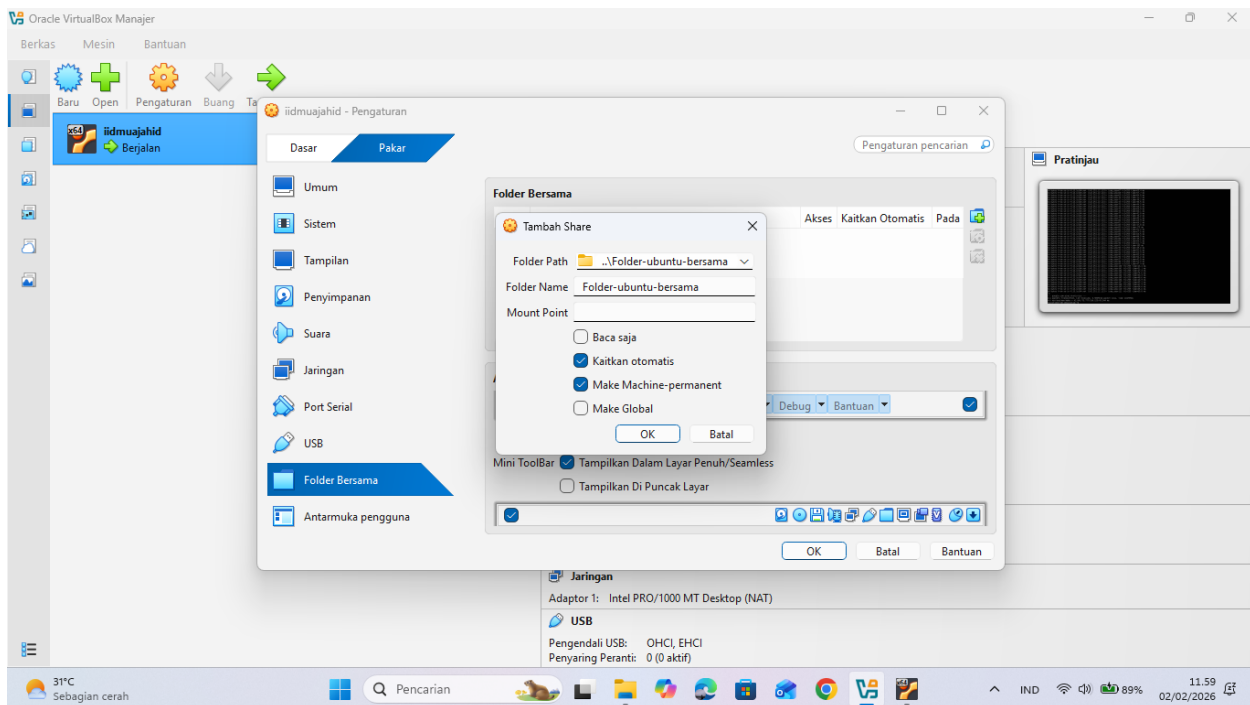 Oracle VirtualBox Manajer
Berkas Mesin Bantuan
Baru Open Pengaturan Buang Ta
iidmuajahid - Pengaturan
x64 iidmuajahid
Berjalan
Dasar Pakar
Pengaturan pencarian
Pratinjau
Umum
Sistem
Tampilan
Penyimpanan
Suara
Jaringan
Port Serial
USB
Folder Bersama
Antarmuka pengguna
Folder Bersama
Akses Kaitkan Otomatis Pada
Tambah Share
Folder Path ..\Folder-ubuntu-bersama
Folder Name Folder-ubuntu-bersama
Mount Point
Baca saja
Kaitkan otomatis
Make Machine-permanent
Make Global
OK Batal
Debug Bantuan
Mini ToolBar Tampilkan Dalam Layar Penuh/Seamless
Tampilkan Di Puncak Layar
OK Batal Bantuan
Jaringan
Adaptor 1: Intel PRO/1000 MT Desktop (NAT)
USB
Pengendali USB: OHCI, EHCI
Penyaring Peranti: 0 (0 aktif)
31°C
Sebagian cerah
Pencarian
IND
89%
11.59
02/02/2026